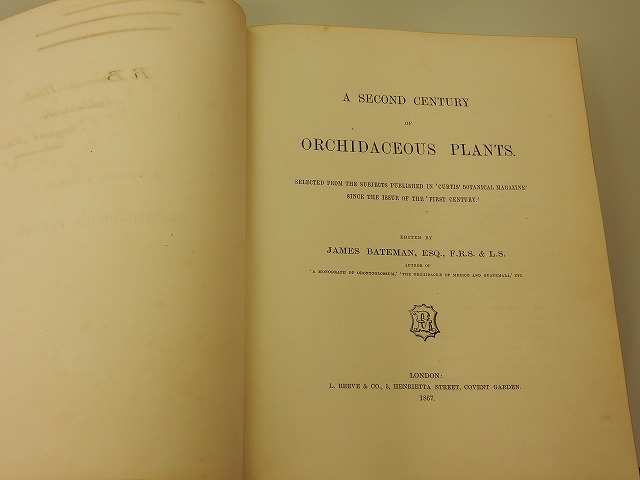 A SECOND CENTURY
OF
ORCHIDACEOUS PLANTS.
SELECTED FROM THE SUBJECTS PUBLISHED IN 'CURTIS' BOTANICAL MAGAZINE'
SINCE THE ISSUE OF THE 'FIRST CENTURY.'
EDITED BY
JAMES BATEMAN, ESQ., F.R.S. & L.S.
AUTHOR OF
'A MONOGRAPH OF ODONTOGLOSSUM,' 'THE ORCHIDACEÆ OF MEXICO AND GUATEMALA,' ETC.
LONDON:
L. REEVE & CO., 5, HENRIETTA STREET, COVENT GARDEN.
1867.